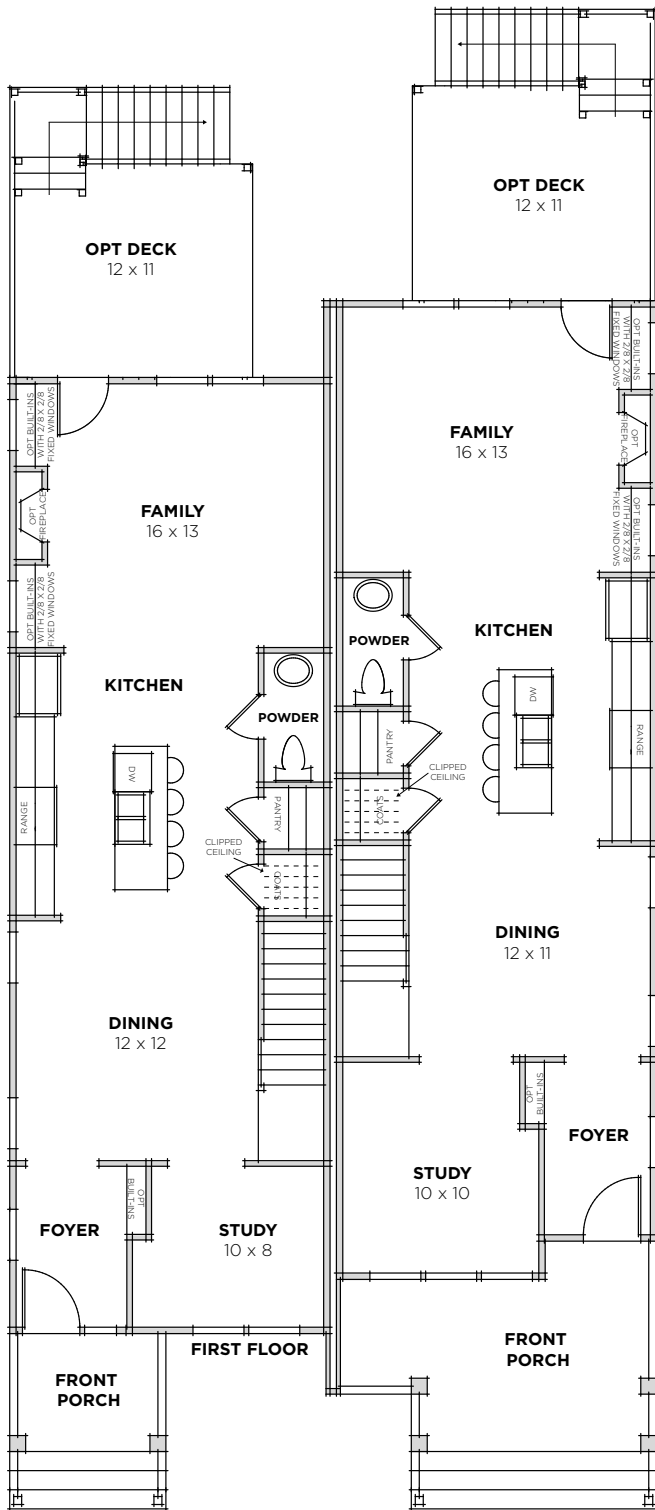 OPT DECK
12 x 11
OPT DECK
12 x 11
OPT BUILT-INS
WITH 2/8 X 2/8
FIXED WINDOWS
FAMILY
16 x 13
OPT
FIREPLACE
OPT BUILT-INS
WITH 2/8 X 2/8
FIXED WINDOWS
OPT BUILT-INS
WITH 2/8 X 2/8
FIXED WINDOWS
FAMILY
16 x 13
OPT
FIREPLACE
OPT BUILT-INS
WITH 2/8 X 2/8
FIXED WINDOWS
POWDER
KITCHEN
DW
RANGE
PANTRY
CLIPPED
CEILING
COATS
KITCHEN
POWDER
DW
RANGE
PANTRY
CLIPPED
CEILING
COATS
DINING
12 x 11
DINING
12 x 12
OPT
BUILT-INS
FOYER
STUDY
10 x 10
OPT
BUILT-INS
FOYER
STUDY
10 x 8
FIRST FLOOR
FRONT
PORCH
FRONT
PORCH